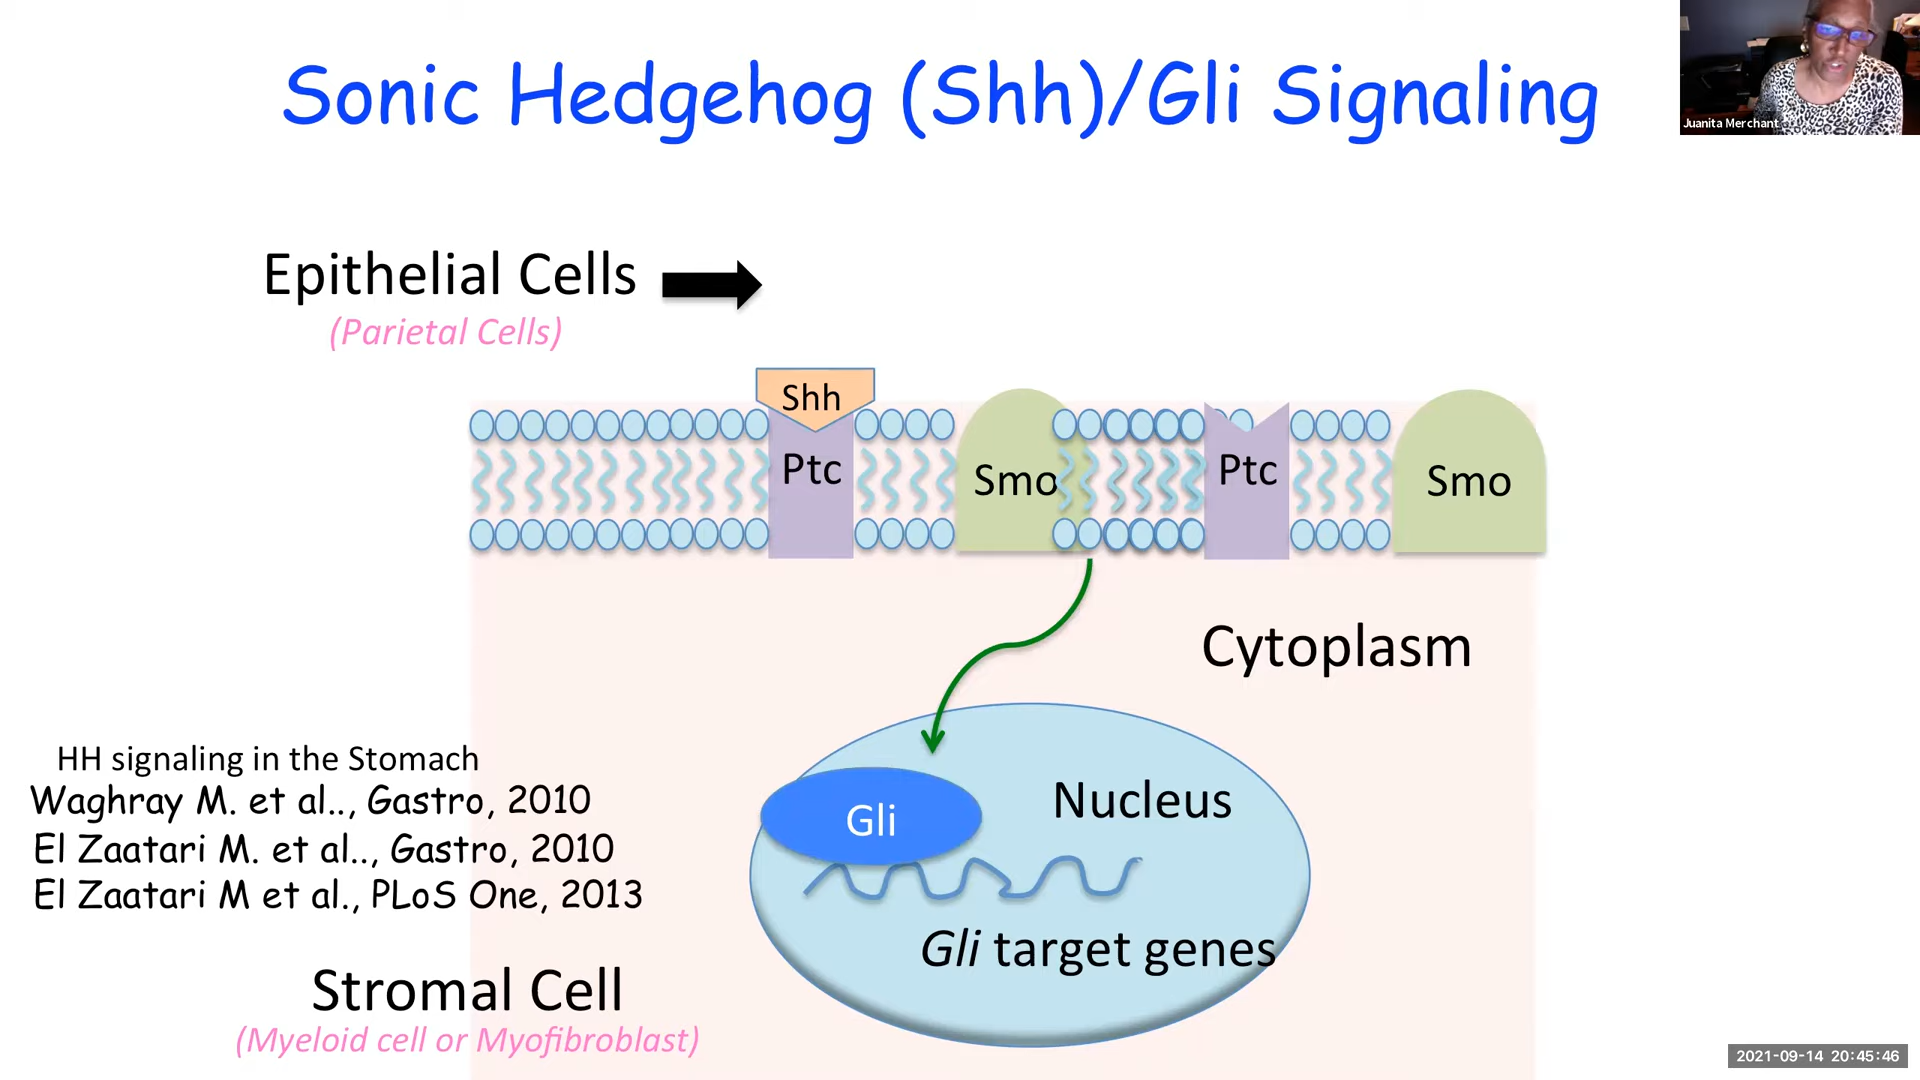 Sonic Hedgehog (Shh)/Gli Signaling
Juanita Merchant
Epithelial Cells
(Parietal Cells)
Shh
Ptc
Smo
Ptc
Smo
Cytoplasm
HH signaling in the Stomach
Waghray M. et al.., Gastro, 2010
El Zaatari M. et al.., Gastro, 2010
El Zaatari M et al., PLoS One, 2013
Gli
Nucleus
Gli target genes
Stromal Cell
(Myeloid cell or Myofibroblast)
2021-09-14 20:45:46